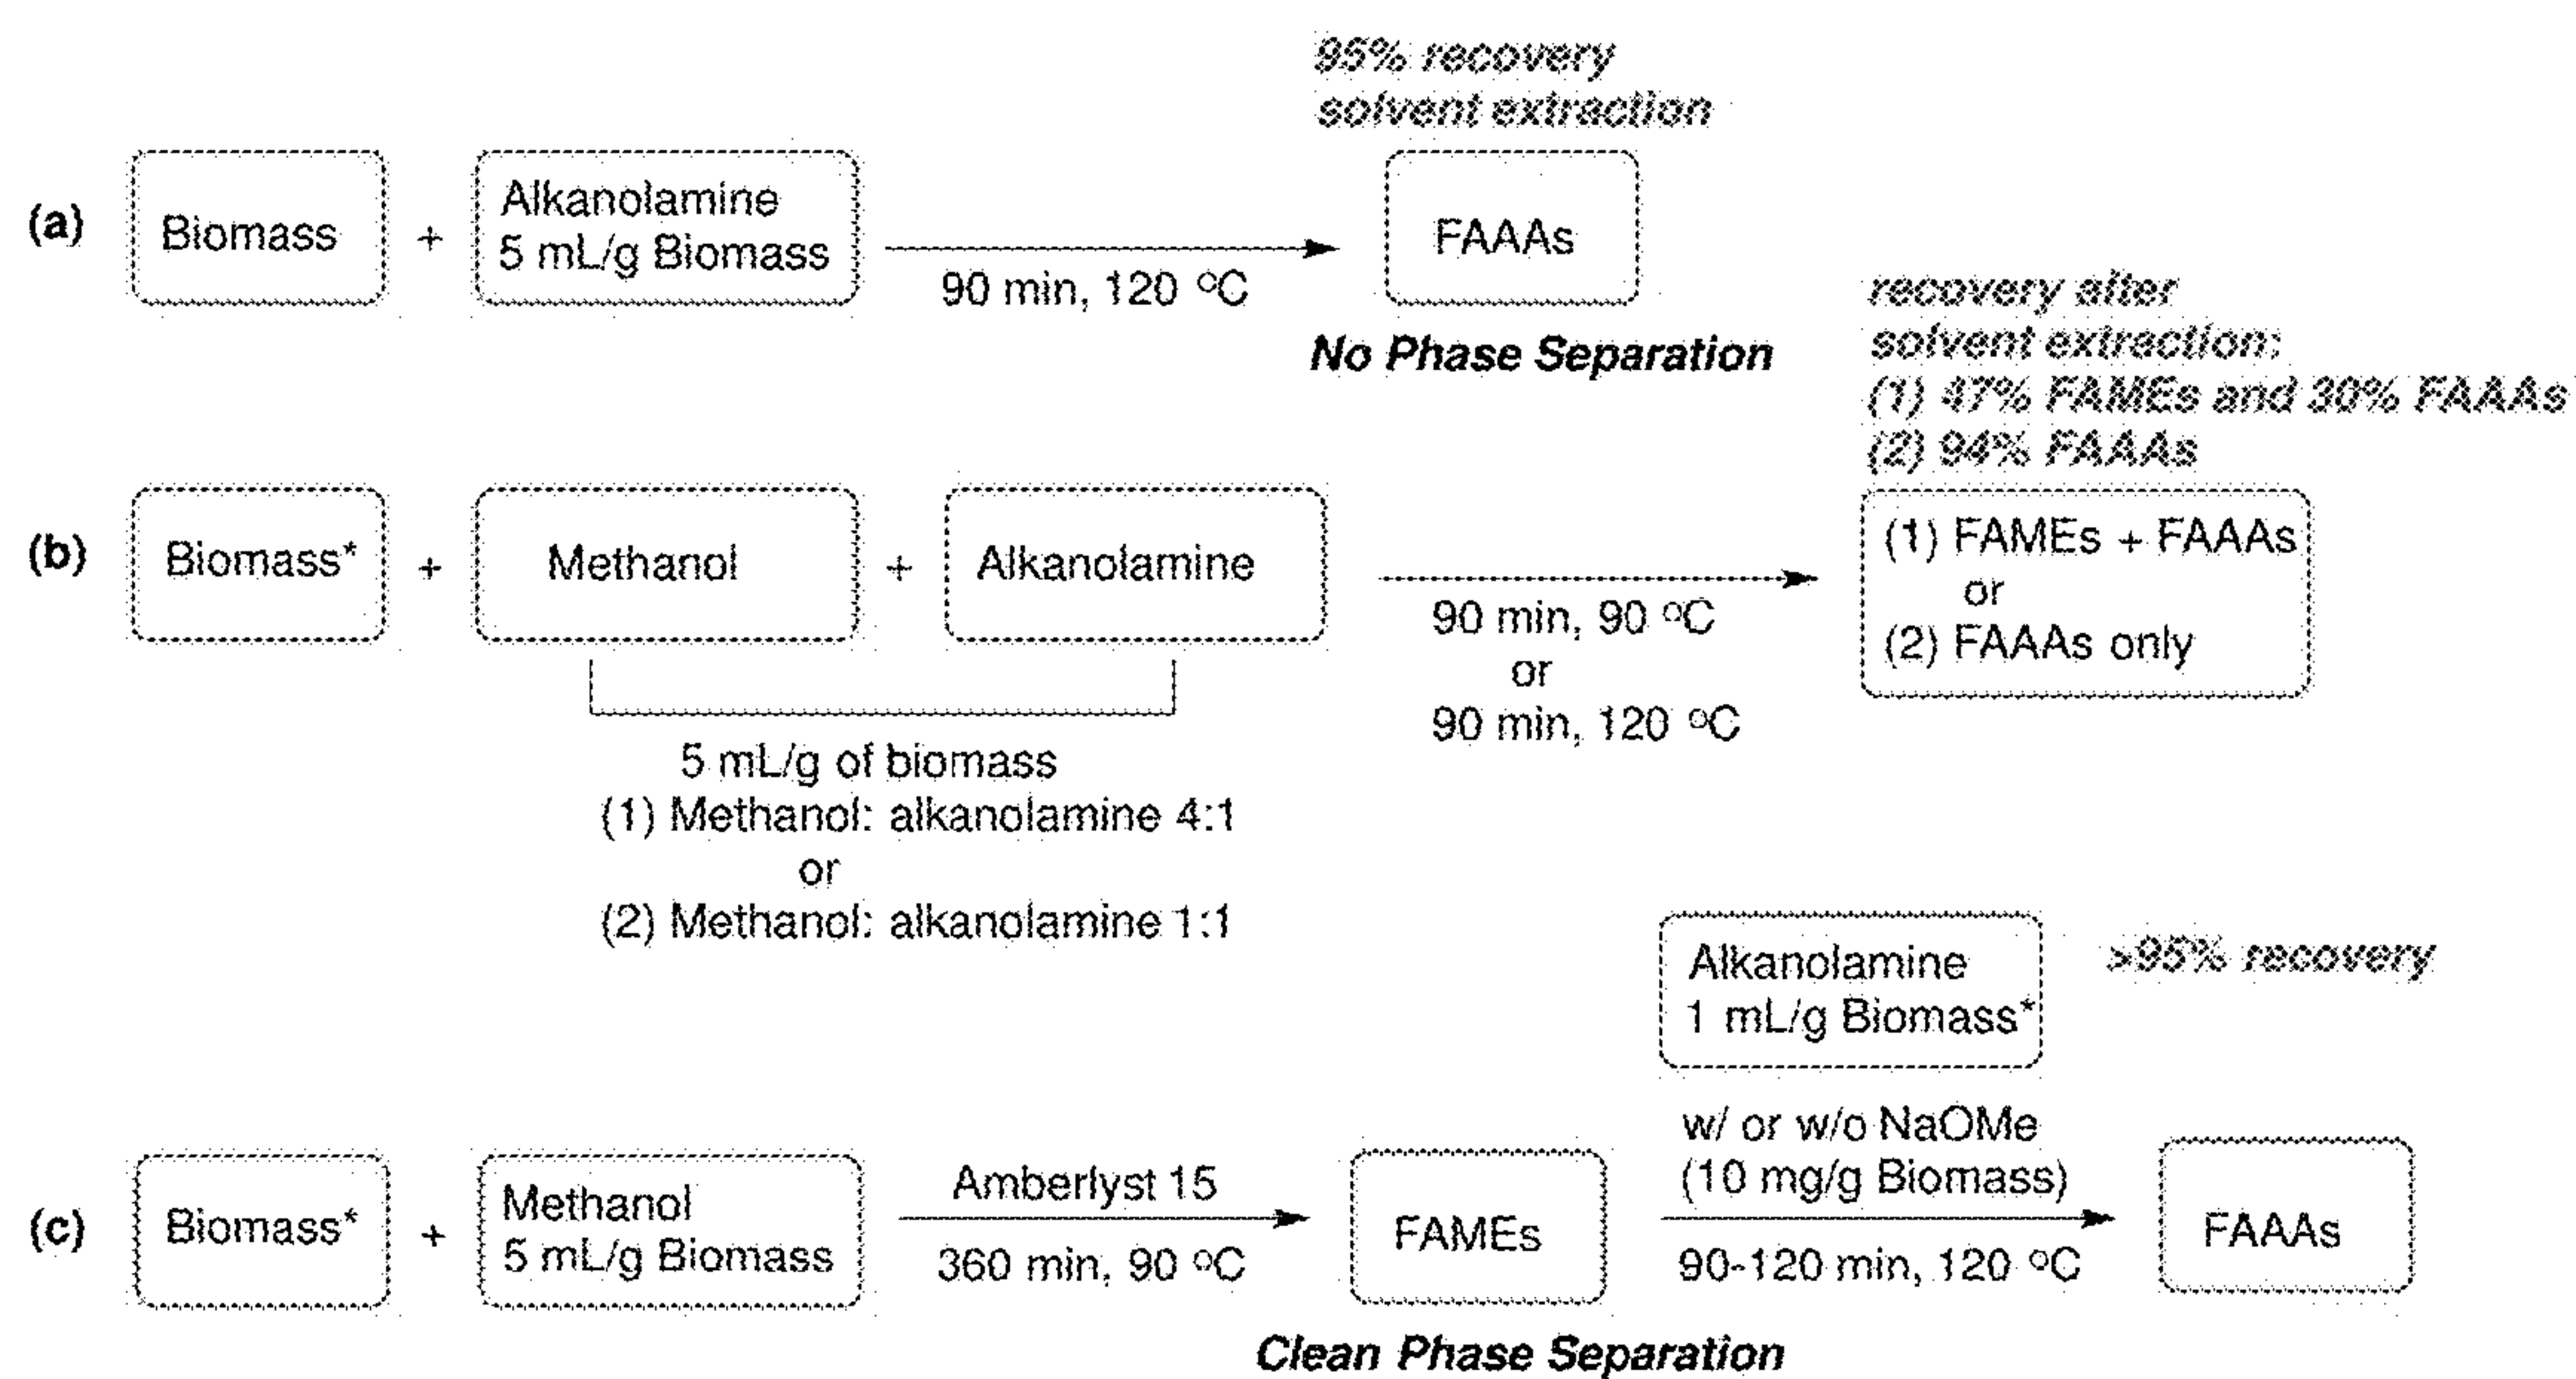 95% recovery
solvent extraction
(a) Biomass + Alkanolamine
5 mL/g Biomass
90 min, 120 °C
FAAAs
No Phase Separation
recovery after
solvent extraction:
(1) 47% FAMEs and 30% FAAAs
(2) 94% FAAAs
(b) Biomass* + Methanol + Alkanolamine
90 min, 90 °C
or
90 min, 120 °C
(1) FAMEs + FAAAs
or
(2) FAAAs only
5 mL/g of biomass
(1) Methanol: alkanolamine 4:1
or
(2) Methanol: alkanolamine 1:1
Alkanolamine
1 mL/g Biomass*
>95% recovery
(c) Biomass* + Methanol
5 mL/g Biomass
Amberlyst 15
360 min, 90 °C
FAMEs
Clean Phase Separation
w/ or w/o NaOMe
(10 mg/g Biomass)
90-120 min, 120 °C
FAAAs